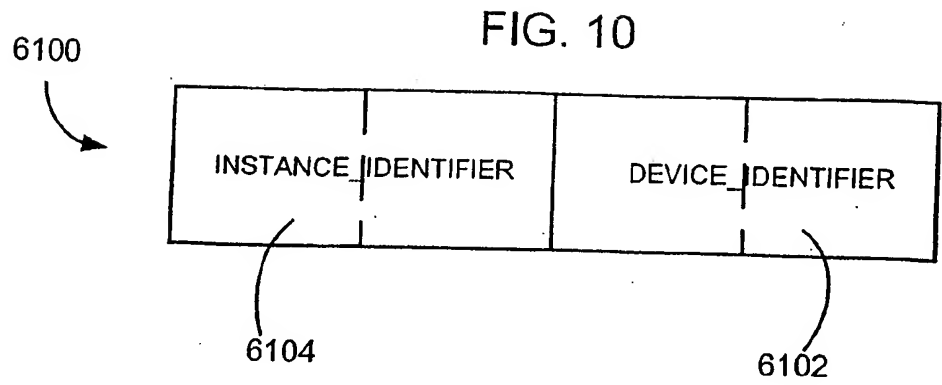 FIG. 10
6100
INSTANCE_IDENTIFIER
DEVICE_IDENTIFIER
6104
6102